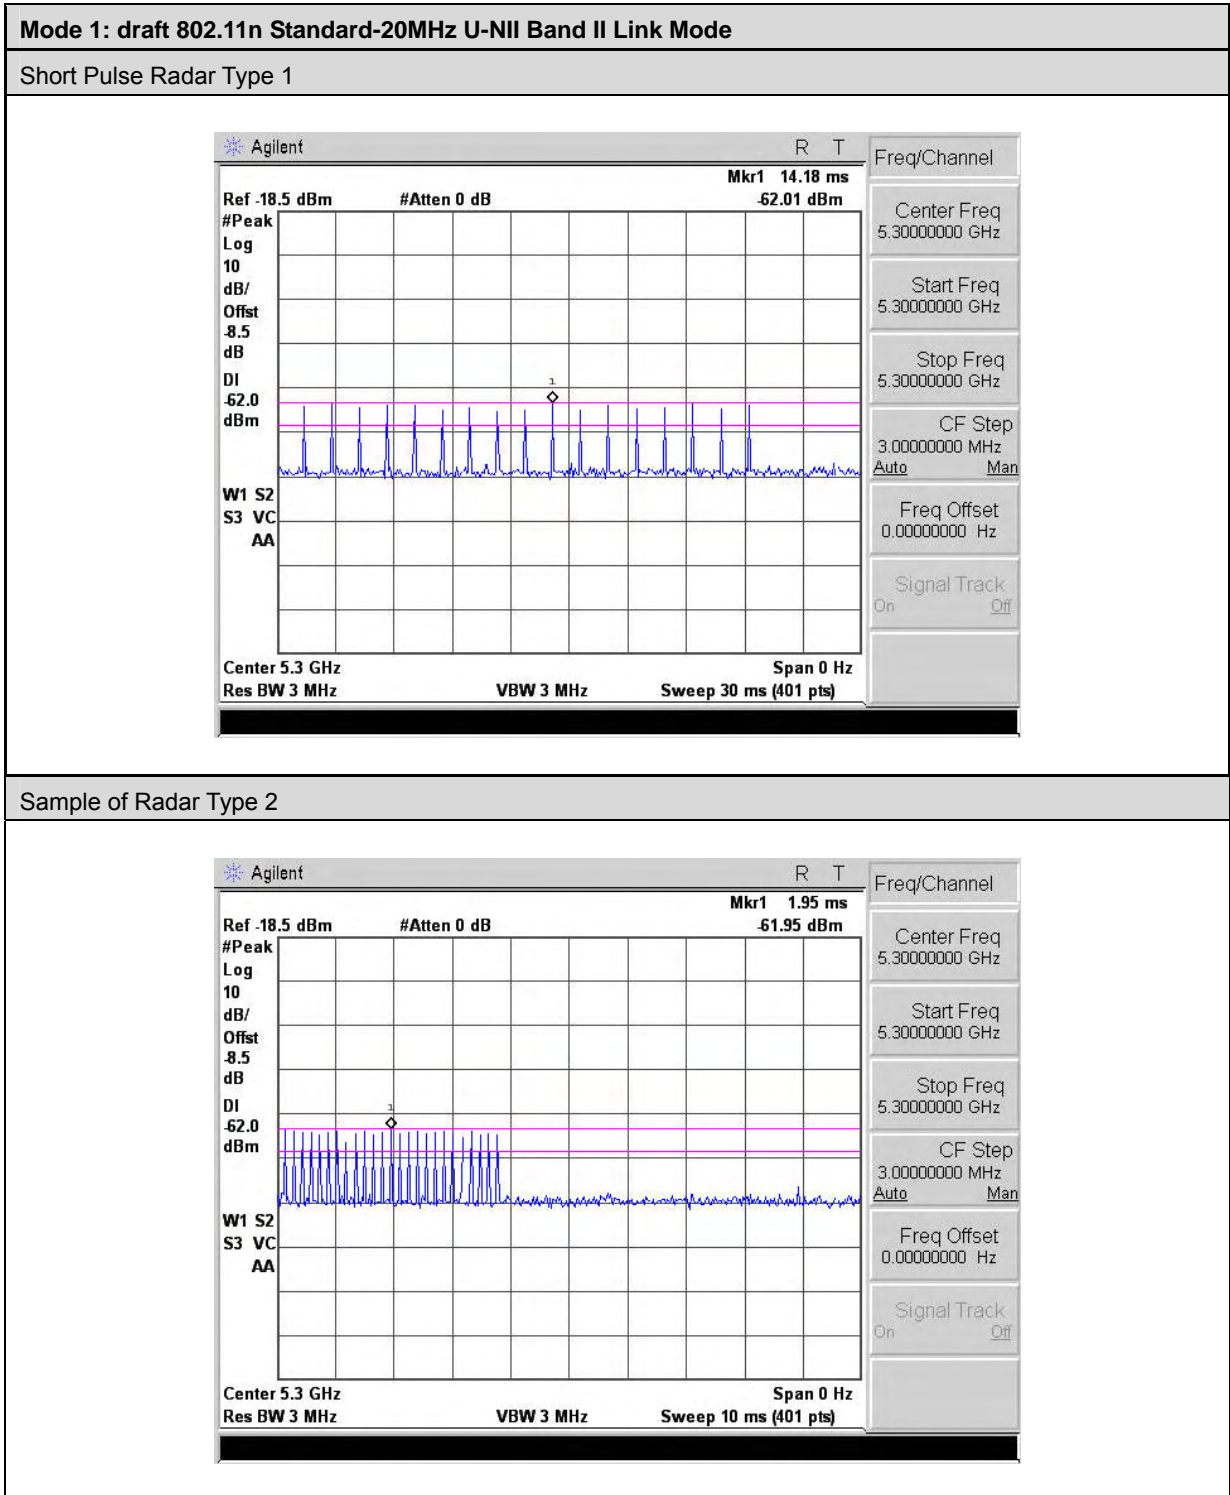 Mode 1: draft 802.11n Standard-20MHz U-NII Band II Link Mode
Short Pulse Radar Type 1
Agilent
R T
Freq/Channel
Mkr1 14.18 ms
Ref -18.5 dBm #Atten 0 dB -62.01 dBm
#Peak
Log
10
dB/
Offst
-8.5
dB
DI
-62.0
dBm
1
W1 S2
S3 VC
AA
Center 5.3 GHz Span 0 Hz
Res BW 3 MHz VBW 3 MHz Sweep 30 ms (401 pts)
Center Freq
5.30000000 GHz
Start Freq
5.30000000 GHz
Stop Freq
5.30000000 GHz
CF Step
3.00000000 MHz
Auto Man
Freq Offset
0.00000000 Hz
Signal Track
On Off
Sample of Radar Type 2
Agilent
R T
Freq/Channel
Mkr1 1.95 ms
Ref -18.5 dBm #Atten 0 dB -61.95 dBm
#Peak
Log
10
dB/
Offst
-8.5
dB
DI
-62.0
dBm
1
W1 S2
S3 VC
AA
Center 5.3 GHz Span 0 Hz
Res BW 3 MHz VBW 3 MHz Sweep 10 ms (401 pts)
Center Freq
5.30000000 GHz
Start Freq
5.30000000 GHz
Stop Freq
5.30000000 GHz
CF Step
3.00000000 MHz
Auto Man
Freq Offset
0.00000000 Hz
Signal Track
On Off